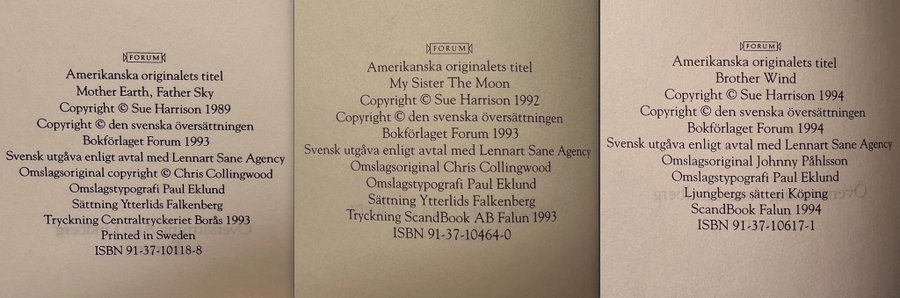 FORUM
Amerikanska originalets titel
Mother Earth, Father Sky
Copyright © Sue Harrison 1989
Copyright © den svenska översättningen
Bokförlaget Forum 1993
Svensk utgåva enligt avtal med Lennart Sane Agency
Omslagsoriginal copyright © Chris Collingwood
Omslagstypografi Paul Eklund
Sättning Ytterlids Falkenberg
Tryckning Centraltryckeriet Borås 1993
Printed in Sweden
ISBN 91-37-10118-8
FORUM
Amerikanska originalets titel
My Sister The Moon
Copyright © Sue Harrison 1992
Copyright © den svenska översättningen
Bokförlaget Forum 1993
Svensk utgåva enligt avtal med Lennart Sane Agency
Omslagsoriginal Chris Collingwood
Omslagstypografi Paul Eklund
Sättning Ytterlids Falkenberg
Tryckning ScandBook AB Falun 1993
ISBN 91-37-10464-0
FORUM
Amerikanska originalets titel
Brother Wind
Copyright © Sue Harrison 1994
Copyright © den svenska översättningen
Bokförlaget Forum 1994
Svensk utgåva enligt avtal med Lennart Sane Agency
Omslagsoriginal Johnny Påhlsson
Omslagstypografi Paul Eklund
Ljungbergs sätteri Köping
ScandBook Falun 1994
ISBN 91-37-10617-1